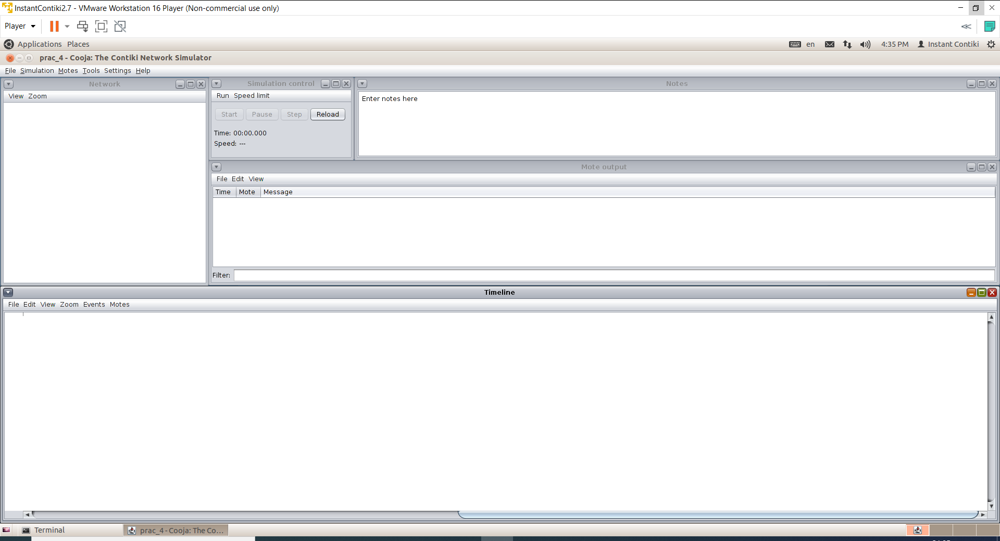 InstantContiki2.7 - VMware Workstation 16 Player (Non-commercial use only)
Player
Applications Places
en 4:35 PM Instant Contiki
prac_4 - Cooja: The Contiki Network Simulator
File Simulation Motes Tools Settings Help
Network
View Zoom
Simulation control
Run Speed limit
Start Pause Step Reload
Time: 00:00.000
Speed: ---
Notes
Enter notes here
Mote output
File Edit View
Time Mote Message
Filter:
Timeline
File Edit View Zoom Events Motes
Terminal
prac_4 - Cooja: The Co...